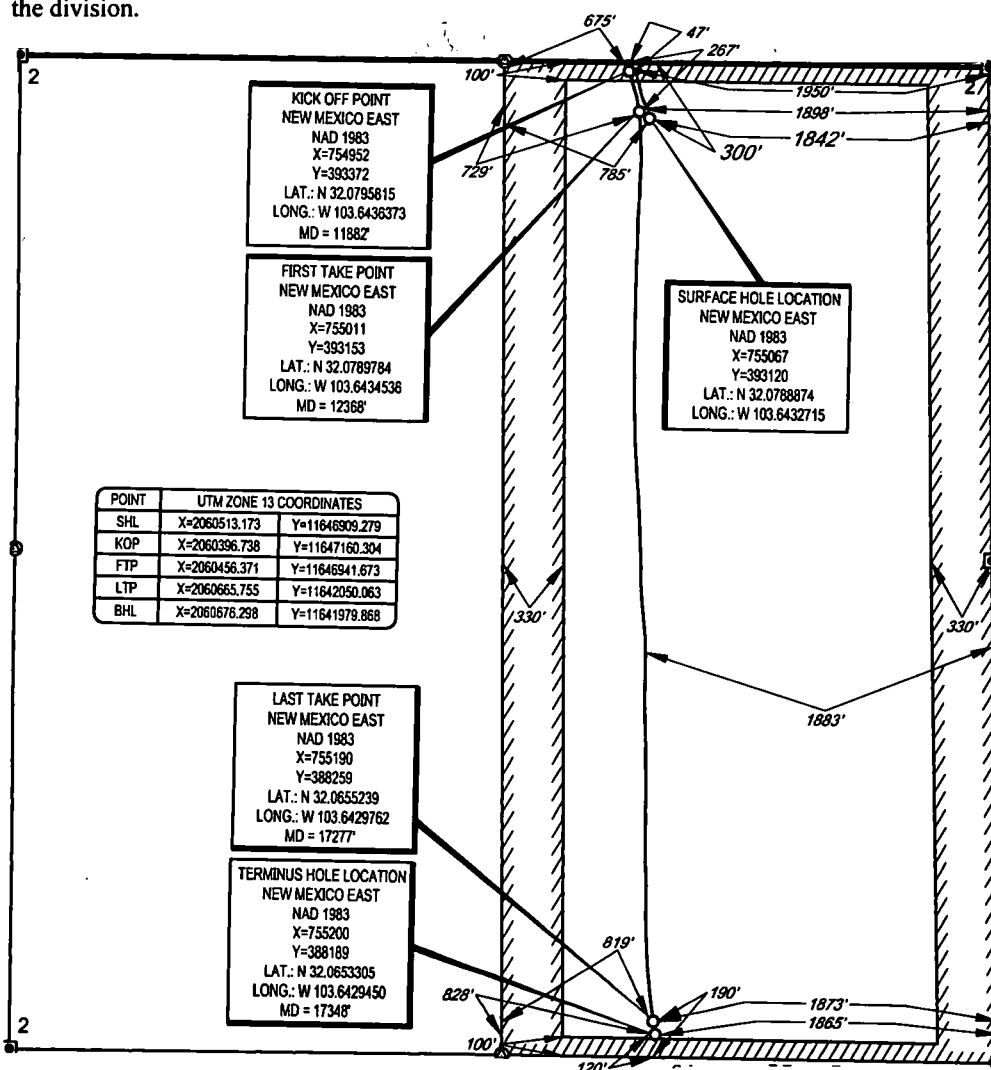 the division.
675'
47'
267'
2
100'
2
1950'
1898'
1842'
300'
729'
785'
KICK OFF POINT
NEW MEXICO EAST
NAD 1983
X=754952
Y=393372
LAT.: N 32.0795815
LONG.: W 103.6436373
MD = 11882'
FIRST TAKE POINT
NEW MEXICO EAST
NAD 1983
X=755011
Y=393153
LAT.: N 32.0789784
LONG.: W 103.6434536
MD = 12368'
SURFACE HOLE LOCATION
NEW MEXICO EAST
NAD 1983
X=755067
Y=393120
LAT.: N 32.0788874
LONG.: W 103.6432715
POINT UTM ZONE 13 COORDINATES
SHL X=2060513.173 Y=11646909.279
KOP X=2060396.738 Y=11647160.304
FTP X=2060456.371 Y=11646941.673
LTP X=2060665.755 Y=11642050.063
BHL X=2060676.298 Y=11641979.868
330'
330'
1883'
LAST TAKE POINT
NEW MEXICO EAST
NAD 1983
X=755190
Y=388259
LAT.: N 32.0655239
LONG.: W 103.6429762
MD = 17277'
TERMINUS HOLE LOCATION
NEW MEXICO EAST
NAD 1983
X=755200
Y=388189
LAT.: N 32.0653305
LONG.: W 103.6429450
MD = 17348'
819'
828'
190'
1873'
1865'
2
100'
120'